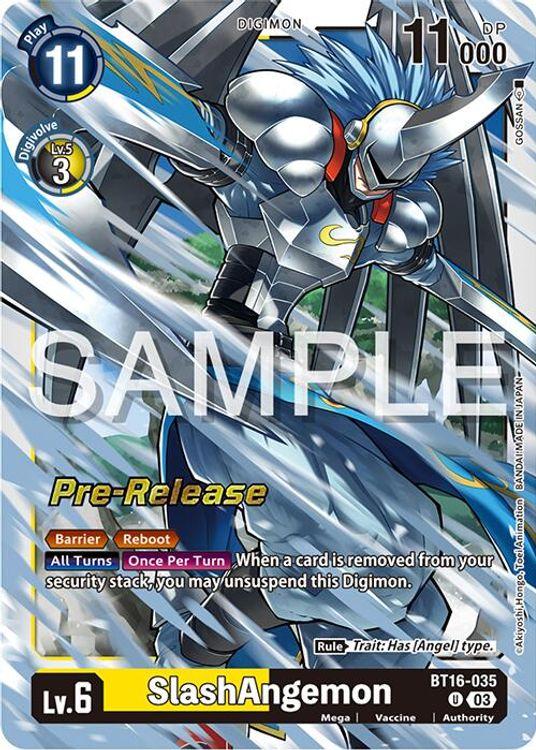 DIGIMON
Play
11
DP
11000
Digivolve
Lv.5
3
GOSSAN
SAMPLE
Pre-Release
Barrier Reboot
All Turns Once Per Turn When a card is removed from your
security stack, you may unsuspend this Digimon.
Rule Trait: Has [Angel] type.
©Akiyoshi,Hongo, Toei Animation BANDAI MADE IN JAPAN
Lv.6
SlashAngemon
BT16-035
U 03
Mega | Vaccine | Authority